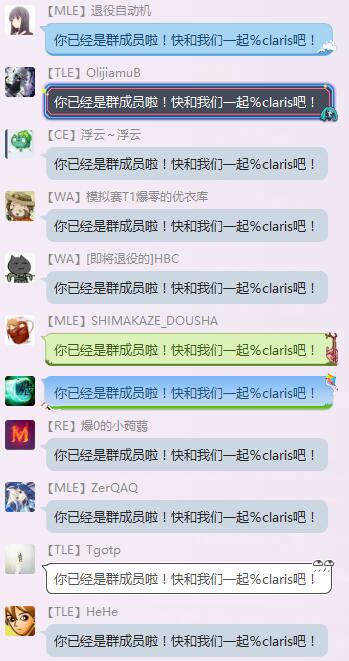 【MLE】退役自动机
你已经是群成员啦！快和我们一起%claris吧！
【TLE】OlijiamuB
你已经是群成员啦！快和我们一起%claris吧！
【CE】浮云～浮云
你已经是群成员啦！快和我们一起%claris吧！
【WA】模拟赛T1爆零的优衣库
你已经是群成员啦！快和我们一起%claris吧！
【WA】[即将退役的]HBC
你已经是群成员啦！快和我们一起%claris吧！
【MLE】SHIMAKAZE_DOUSHA
你已经是群成员啦！快和我们一起%claris吧！
你已经是群成员啦！快和我们一起%claris吧！
【RE】爆0的小蒟蒻
你已经是群成员啦！快和我们一起%claris吧！
【MLE】ZerQAQ
你已经是群成员啦！快和我们一起%claris吧！
【TLE】Tgotp
你已经是群成员啦！快和我们一起%claris吧！
【TLE】HeHe
你已经是群成员啦！快和我们一起%claris吧！